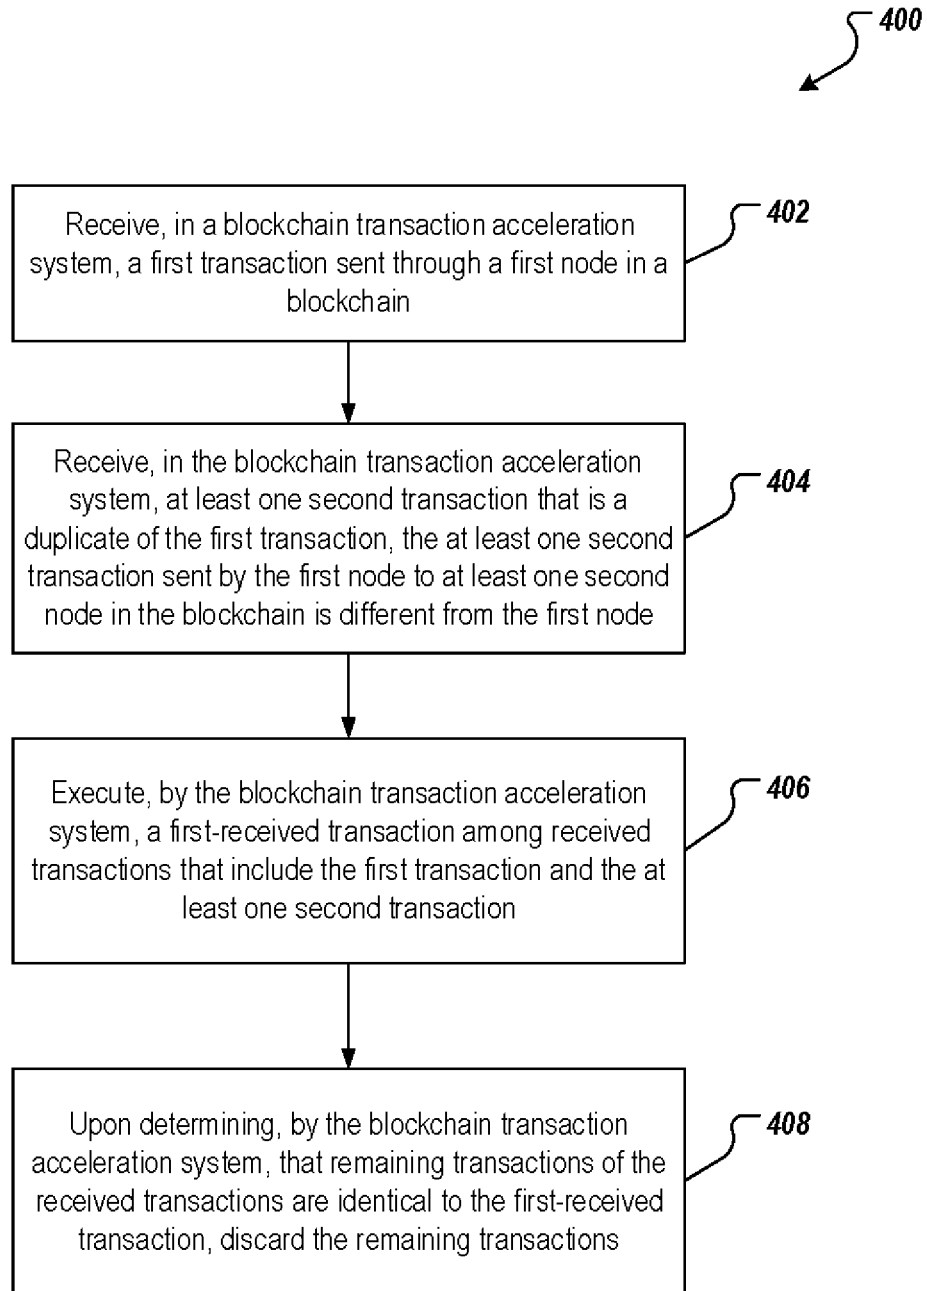 400
Receive, in a blockchain transaction acceleration
system, a first transaction sent through a first node in a
blockchain
402
Receive, in the blockchain transaction acceleration
system, at least one second transaction that is a
duplicate of the first transaction, the at least one second
transaction sent by the first node to at least one second
node in the blockchain is different from the first node
404
Execute, by the blockchain transaction acceleration
system, a first-received transaction among received
transactions that include the first transaction and the at
least one second transaction
406
Upon determining, by the blockchain transaction
acceleration system, that remaining transactions of the
received transactions are identical to the first-received
transaction, discard the remaining transactions
408